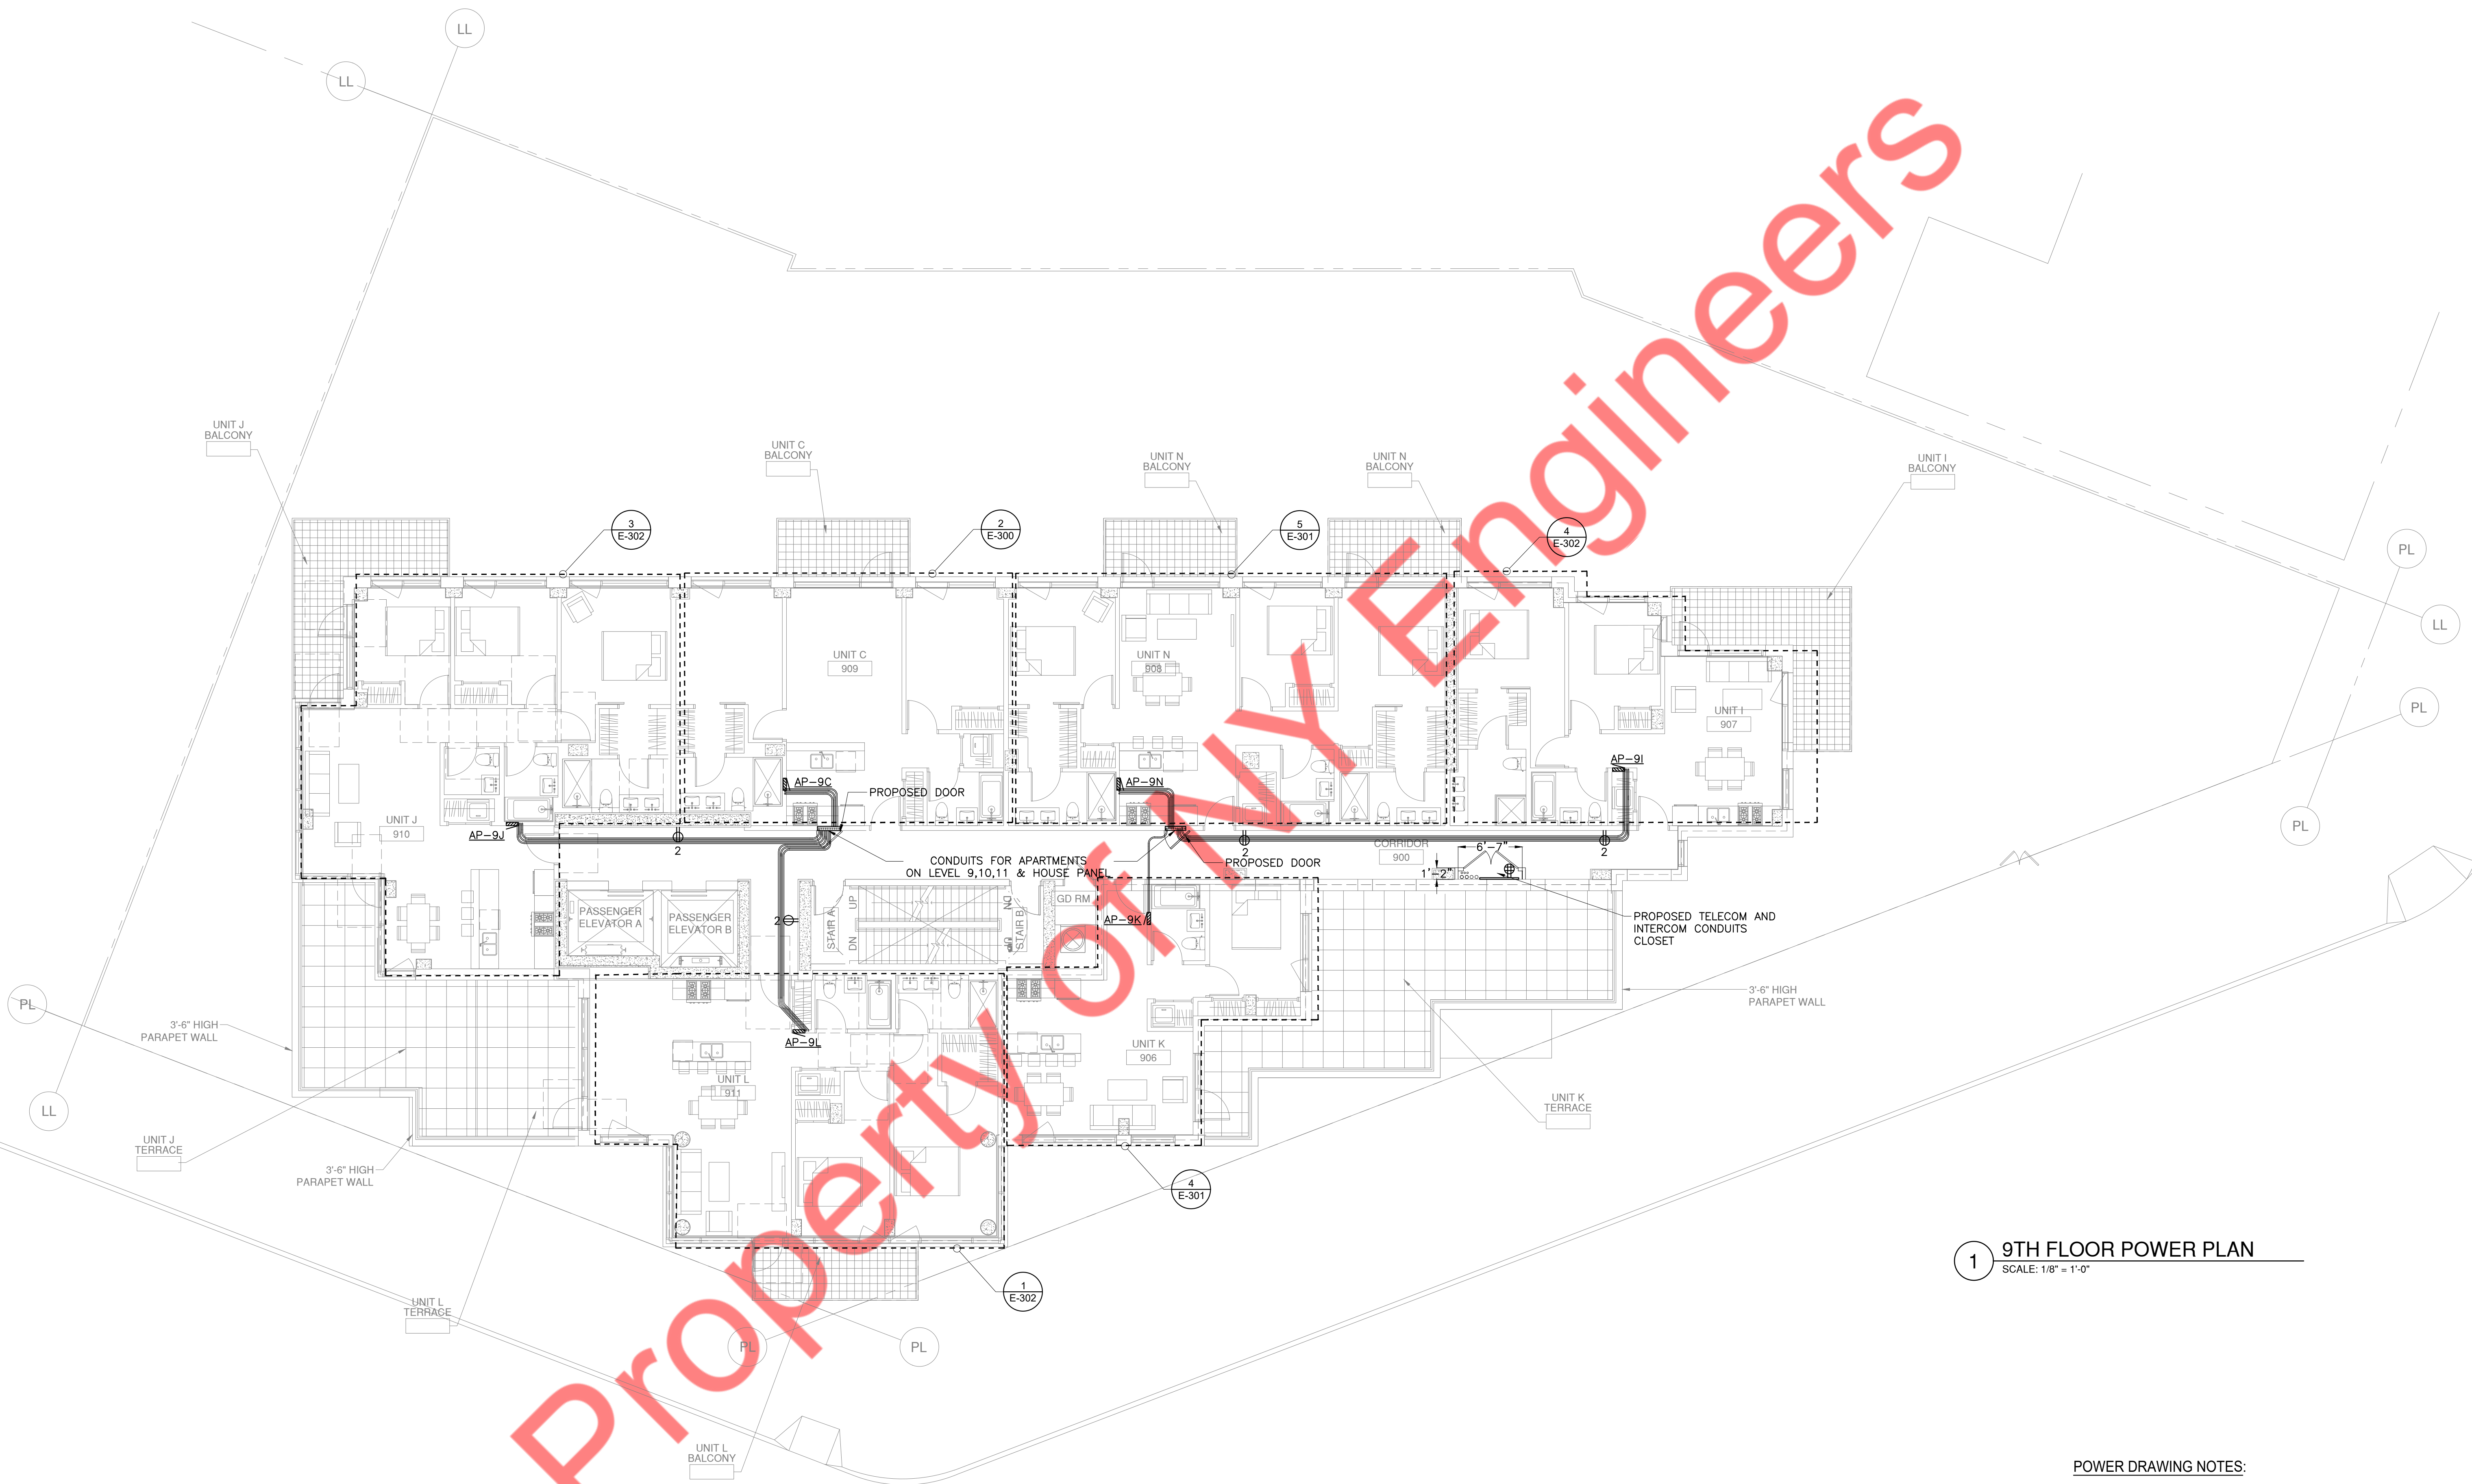 LL
LL
UNIT J
BALCONY
UNIT C
BALCONY
UNIT N
BALCONY
UNIT N
BALCONY
UNIT I
BALCONY
3
E-302
2
E-300
5
E-301
4
E-302
PL
LL
PL
PL
UNIT C
909
UNIT N
908
UNIT I
907
AP-9I
AP-9C
AP-9N
PROPOSED DOOR
UNIT J
910
AP-9J
2
2
2
CORRIDOR
900
6'-7"
1'-2"
CONDUITS FOR APARTMENTS
ON LEVEL 9,10,11 & HOUSE PANEL
PROPOSED DOOR
PASSENGER
ELEVATOR A
PASSENGER
ELEVATOR B
2
STAIR A
UP
DN
DN
UP
STAIR B
GD RM
AP-9K
PROPOSED TELECOM AND
INTERCOM CONDUITS
CLOSET
PL
3'-6" HIGH
PARAPET WALL
3'-6" HIGH
PARAPET WALL
AP-9L
UNIT K
906
UNIT L
911
LL
UNIT K
TERRACE
UNIT J
TERRACE
3'-6" HIGH
PARAPET WALL
4
E-301
1
E-302
UNIT L
TERRACE
PL
PL
UNIT L
BALCONY
1
9TH FLOOR POWER PLAN
SCALE: 1/8" = 1'-0"
POWER DRAWING NOTES:
Property of NY Engineers